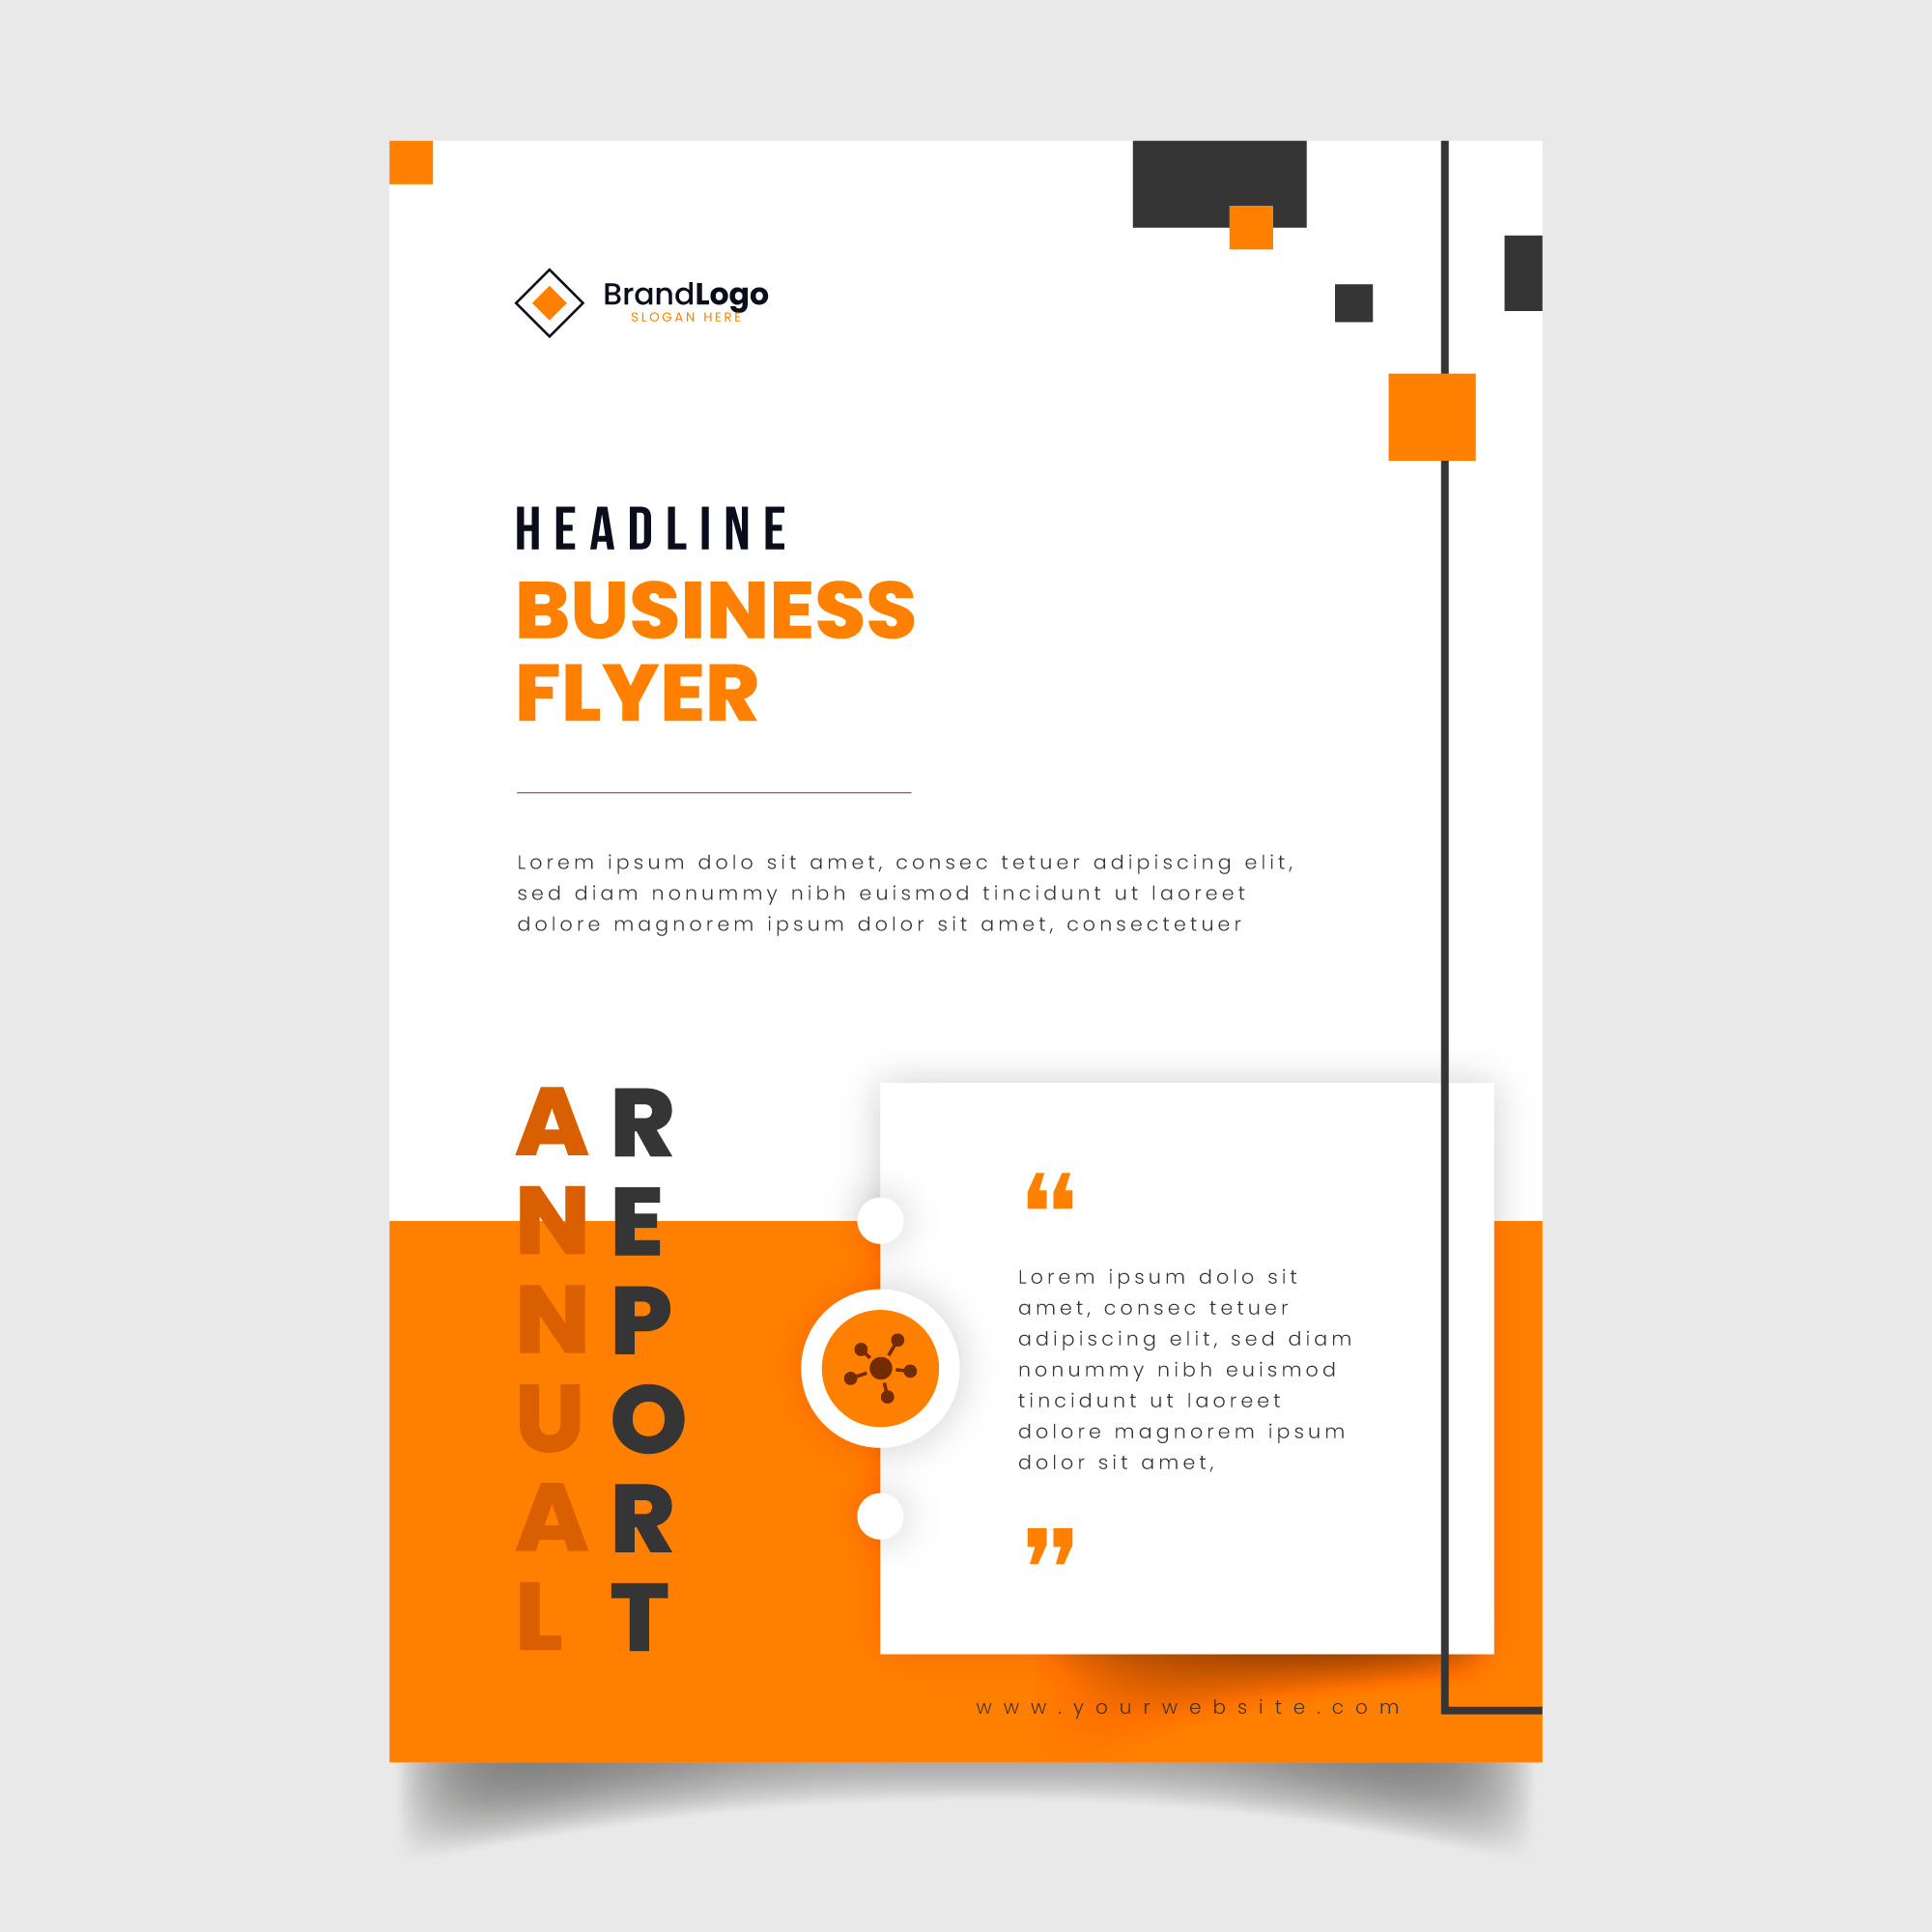 BrandLogo
SLOGAN HERE
HEADLINE
BUSINESS
FLYER
Lorem ipsum dolo sit amet, consec tetuer adipiscing elit,
sed diam nonummy nibh euismod tincidunt ut laoreet
dolore magnorem ipsum dolor sit amet, consectetuer
ANNUAL
REPORT
“
Lorem ipsum dolo sit
amet, consec tetuer
adipiscing elit, sed diam
nonummy nibh euismod
tincidunt ut laoreet
dolore magnorem ipsum
dolor sit amet,
”
www.yourwebsite.com